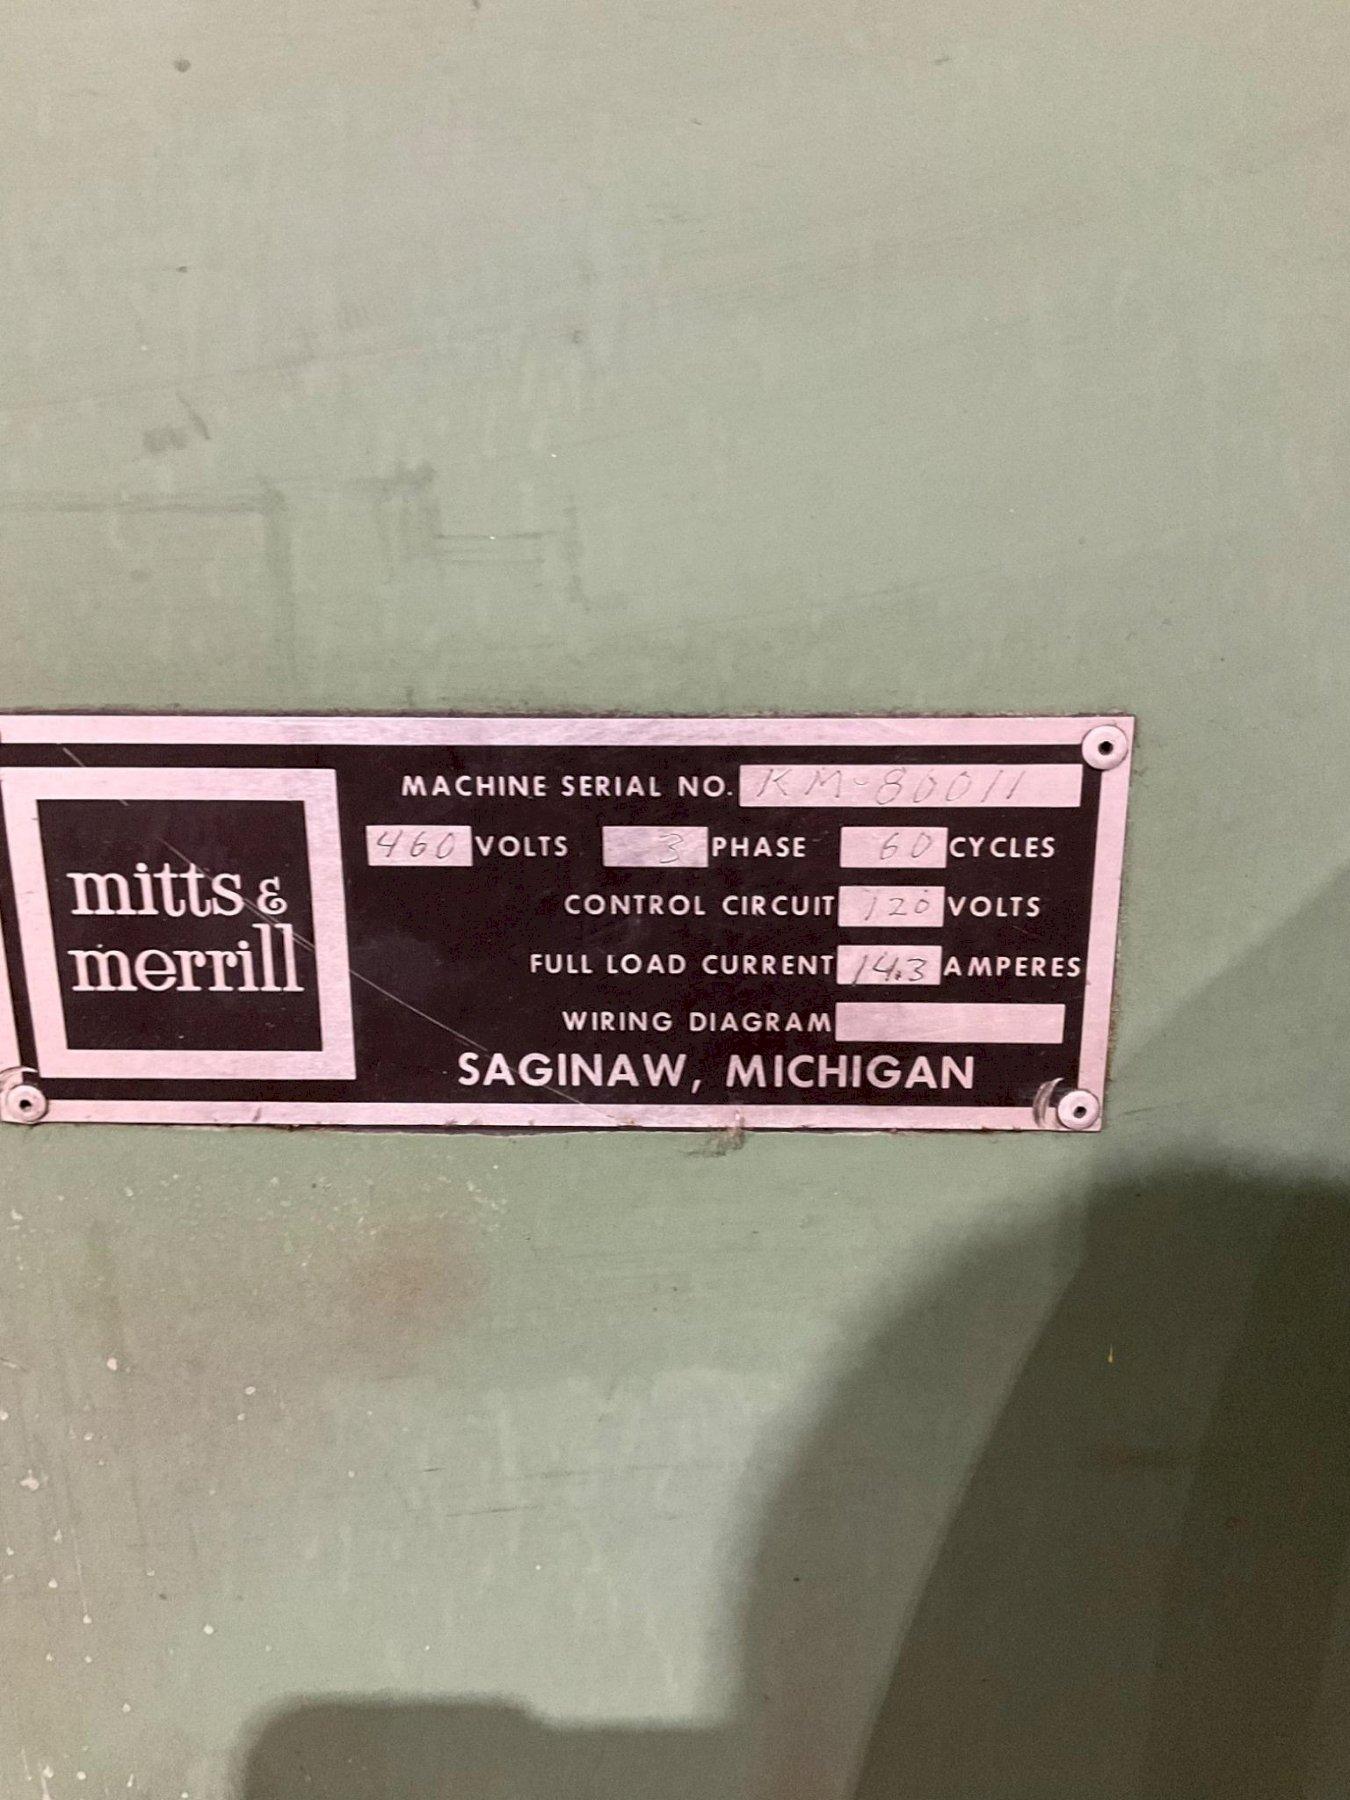 mitts &
merrill
MACHINE SERIAL NO. KM-80011
460 VOLTS 3 PHASE 60 CYCLES
CONTROL CIRCUIT 120 VOLTS
FULL LOAD CURRENT 14.3 AMPERES
WIRING DIAGRAM
SAGINAW, MICHIGAN